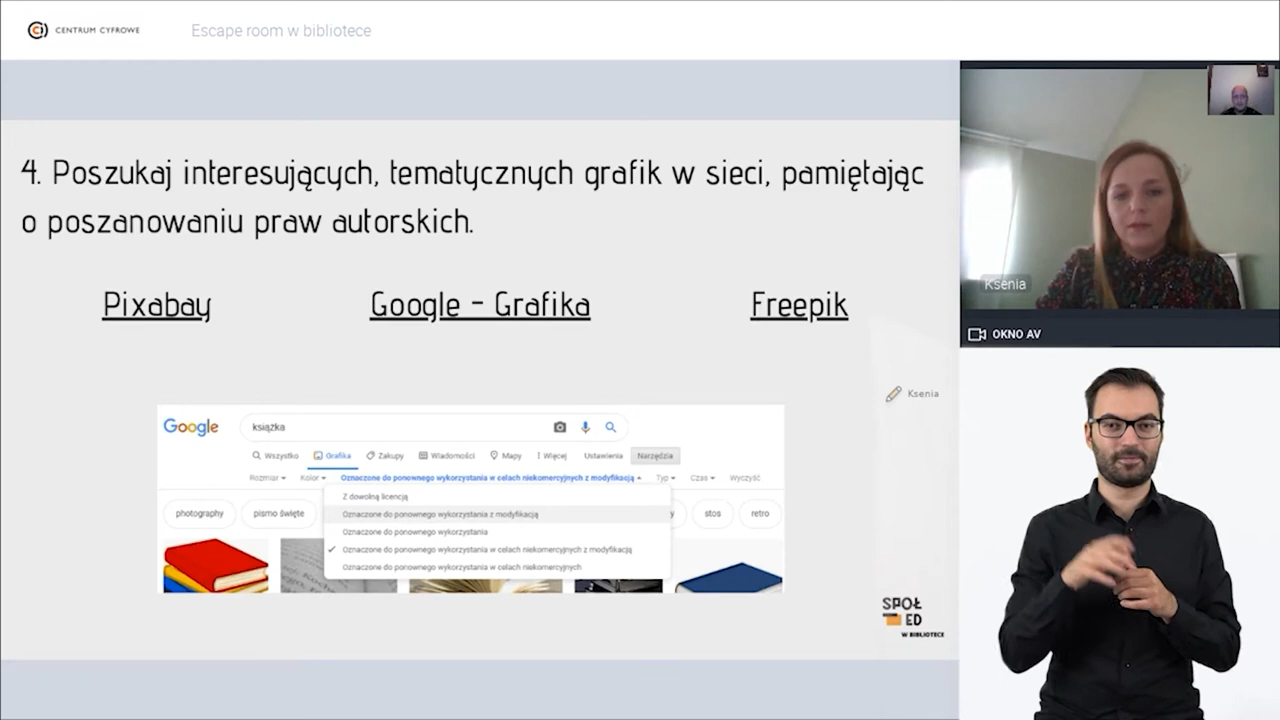 CENTRUM CYFROWE
Escape room w bibliotece
4. Poszukaj interesujących, tematycznych grafik w sieci, pamiętając
o poszanowaniu praw autorskich.
Pixabay
Google - Grafika
Freepik
Ksenia
Google
książka
Wszystko
Grafika
Zakupy
Wiadomości
Mapy
Więcej
Ustawienia
Narzędzia
Rozmiar
Kolor
Oznaczone do ponownego wykorzystania w celach niekomercyjnych z modyfikacją
Typ
Czas
Wyczyść
Z dowolną licencją
Oznaczone do ponownego wykorzystania z modyfikacją
Oznaczone do ponownego wykorzystania
Oznaczone do ponownego wykorzystania w celach niekomercyjnych z modyfikacją
Oznaczone do ponownego wykorzystania w celach niekomercyjnych
photography
pismo święte
y
stos
retro
SPOŁ
ED
W BIBLIOTECE
Ksenia
OKNO AV